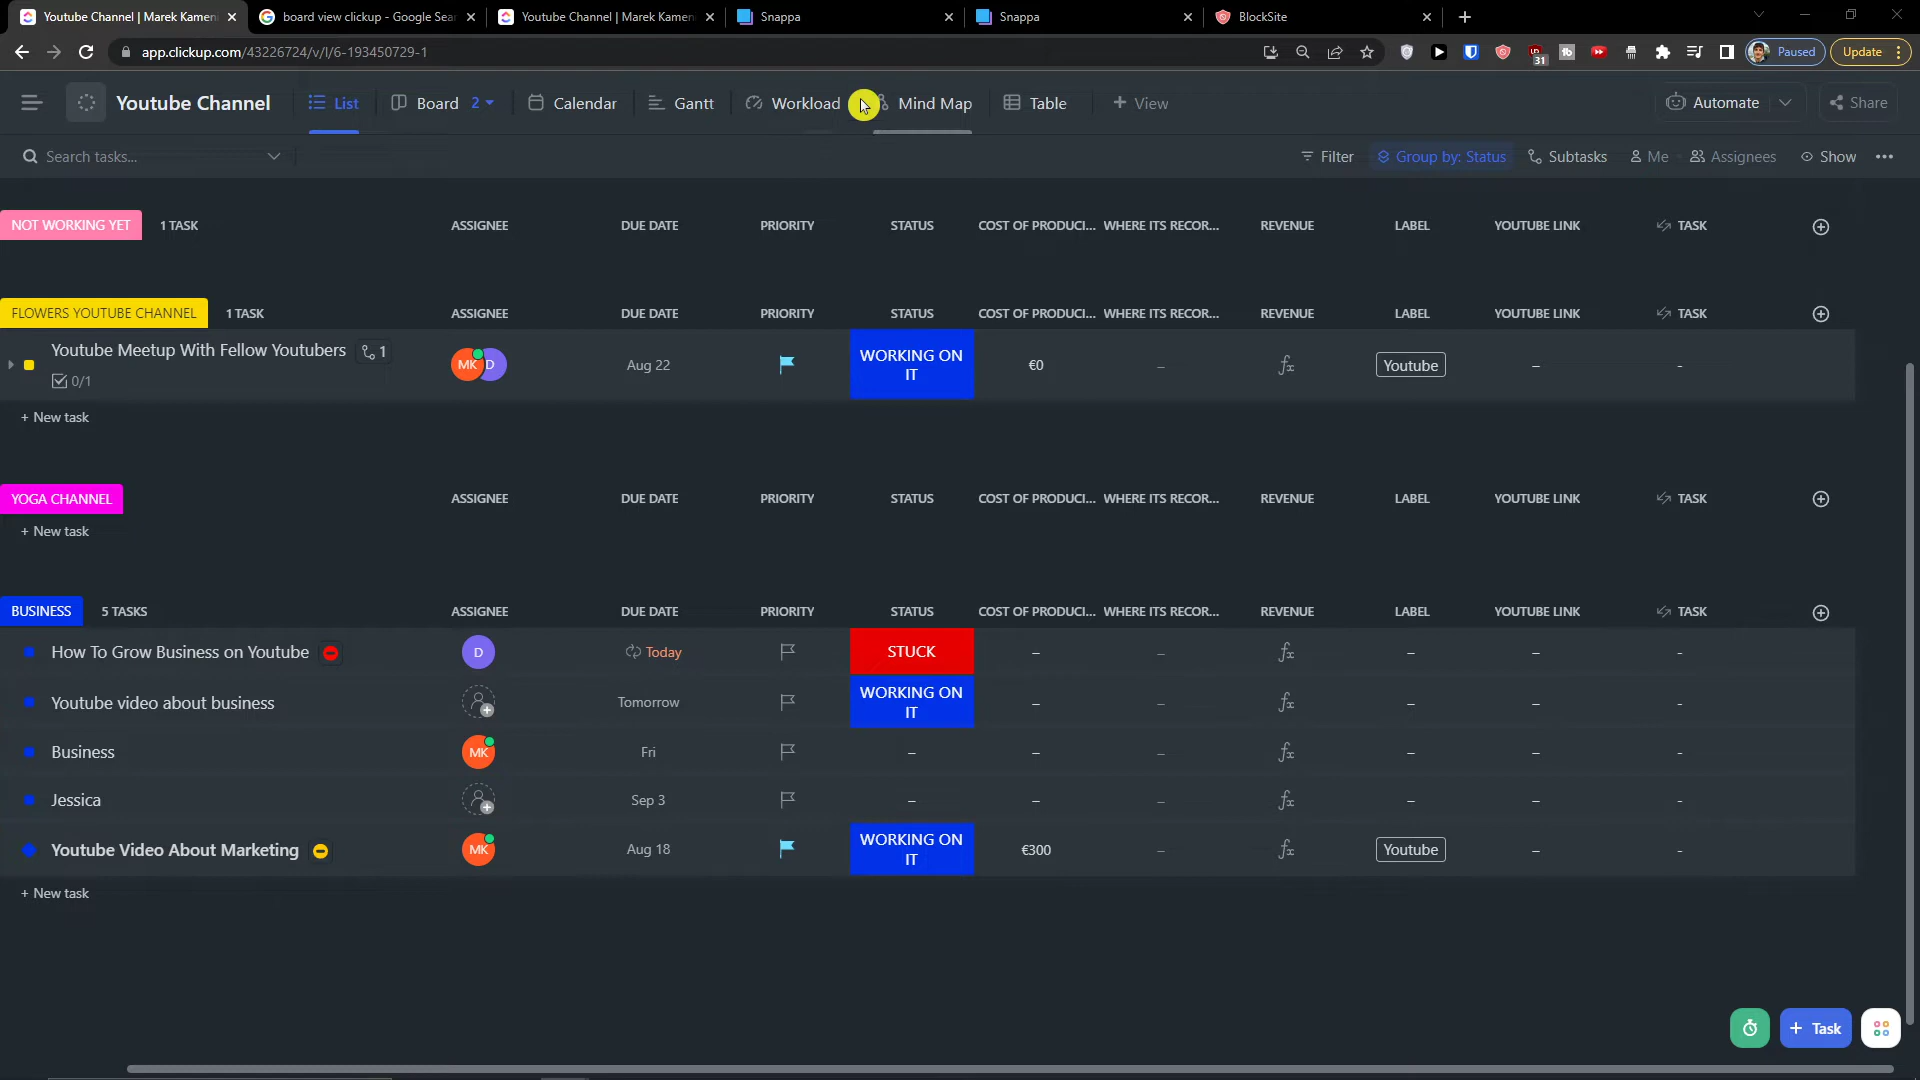 Youtube Channel | Marek Kameni
board view clickup - Google Sear
Youtube Channel | Marek Kameni
Snappa
Snappa
BlockSite
app.clickup.com/43226724/v/l/6-193450729-1
31
Paused
Update
Youtube Channel
List
Board 2
Calendar
Gantt
Workload
Mind Map
Table
+ View
Automate
Share
Search tasks...
Filter
Group by: Status
Subtasks
Me
Assignees
Show
NOT WORKING YET 1 TASK ASSIGNEE DUE DATE PRIORITY STATUS COST OF PRODUCI... WHERE ITS RECOR... REVENUE LABEL YOUTUBE LINK TASK
FLOWERS YOUTUBE CHANNEL 1 TASK ASSIGNEE DUE DATE PRIORITY STATUS COST OF PRODUCI... WHERE ITS RECOR... REVENUE LABEL YOUTUBE LINK TASK
Youtube Meetup With Fellow Youtubers 1
0/1
MK D Aug 22 WORKING ON IT €0 – fx Youtube – -
+ New task
YOGA CHANNEL ASSIGNEE DUE DATE PRIORITY STATUS COST OF PRODUCI... WHERE ITS RECOR... REVENUE LABEL YOUTUBE LINK TASK
+ New task
BUSINESS 5 TASKS ASSIGNEE DUE DATE PRIORITY STATUS COST OF PRODUCI... WHERE ITS RECOR... REVENUE LABEL YOUTUBE LINK TASK
How To Grow Business on Youtube D Today STUCK – – fx – – -
Youtube video about business Tomorrow WORKING ON IT – – fx – – -
Business MK Fri – – – fx – – -
Jessica Sep 3 – – – fx – – -
Youtube Video About Marketing MK Aug 18 WORKING ON IT €300 – fx Youtube – -
+ New task
+ Task